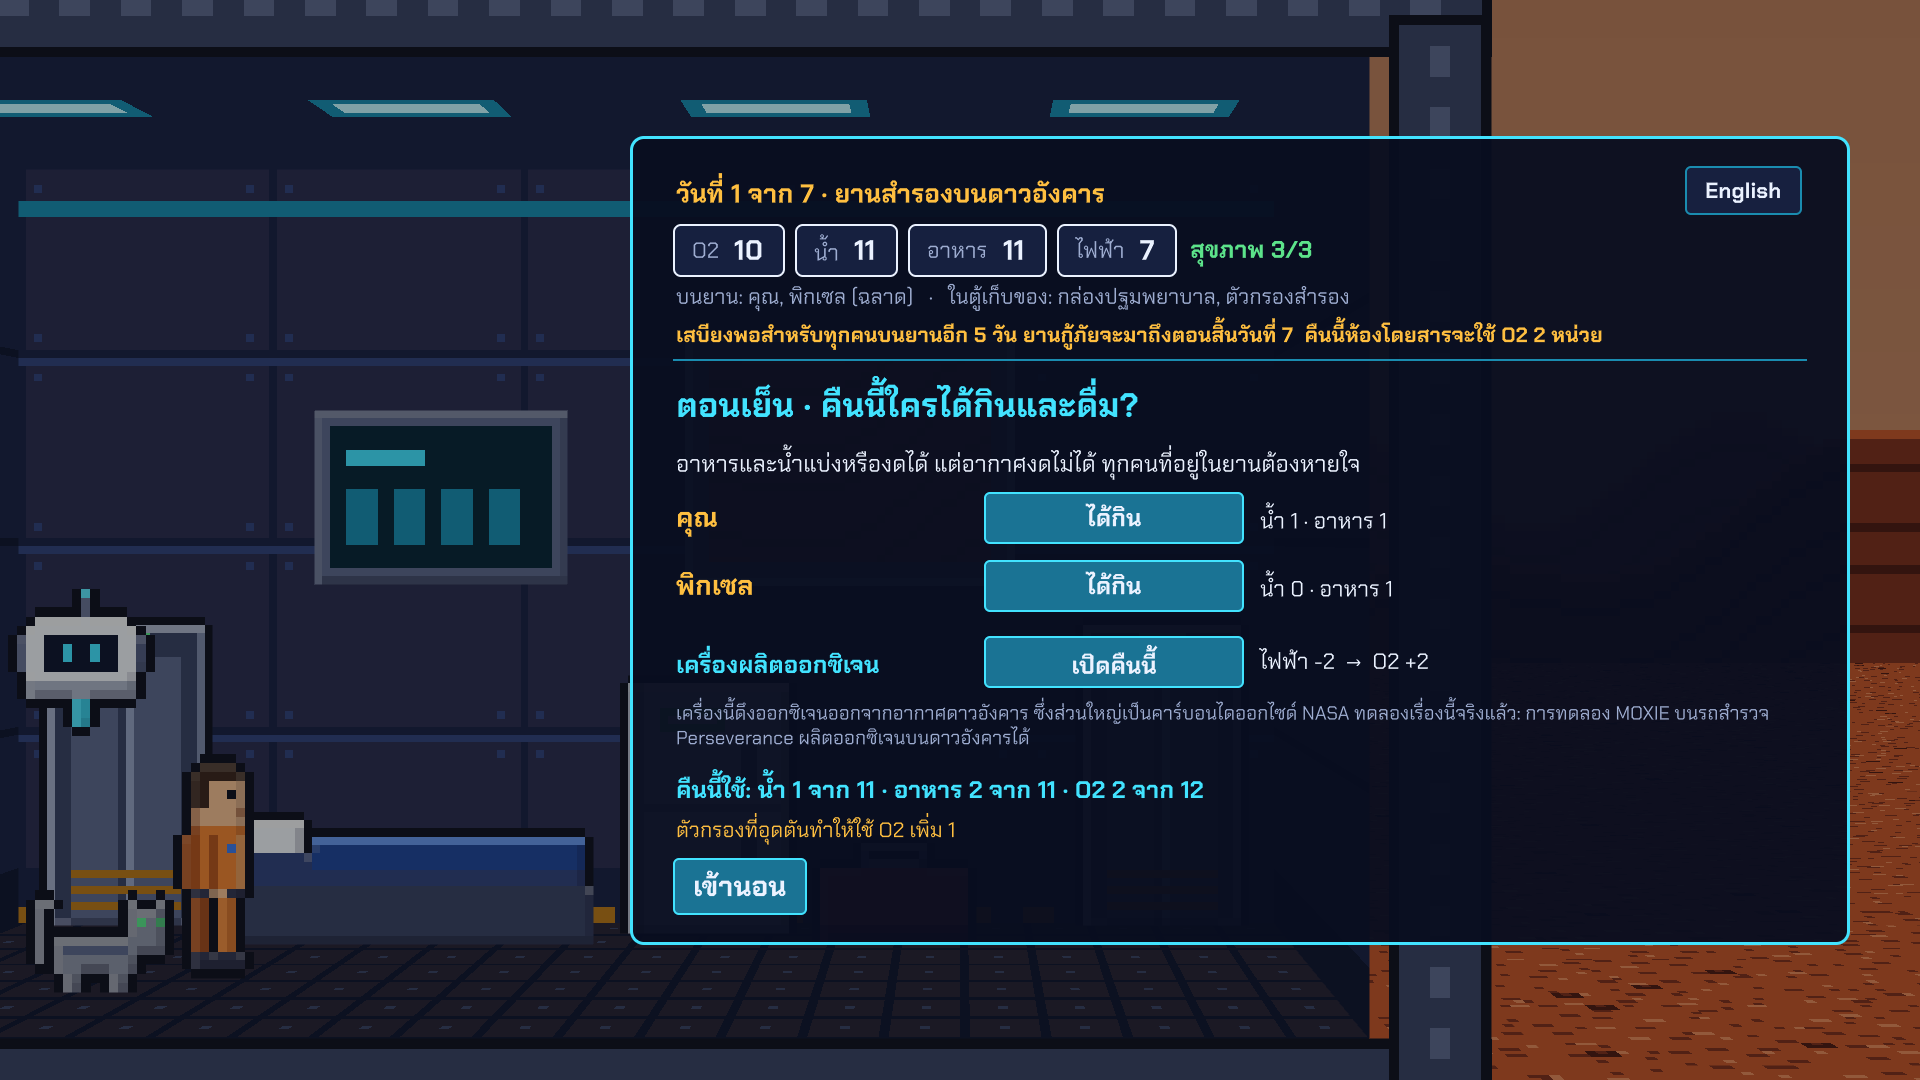 วันที่ 1 จาก 7 · ยานสำรองบนดาวอังคาร
English
O2 10 น้ำ 11 อาหาร 11 ไฟฟ้า 7 สุขภาพ 3/3
บนยาน: คุณ, พิกเซล (ฉลาด) · ในตู้เก็บของ: กล่องปฐมพยาบาล, ตัวกรองสำรอง
เสบียงพอสำหรับทุกคนบนยานอีก 5 วัน ยานกู้ภัยจะมาถึงตอนสิ้นวันที่ 7 คืนนี้ห้องโดยสารจะใช้ O2 2 หน่วย
ตอนเย็น · คืนนี้ใครได้กินและดื่ม?
อาหารและน้ำแบ่งหรืองดได้ แต่อากาศงดไม่ได้ ทุกคนที่อยู่ในยานต้องหายใจ
คุณ ได้กิน น้ำ 1 · อาหาร 1
พิกเซล ได้กิน น้ำ 0 · อาหาร 1
เครื่องผลิตออกซิเจน เปิดคืนนี้ ไฟฟ้า -2 → O2 +2
เครื่องนี้ดึงออกซิเจนออกจากอากาศดาวอังคาร ซึ่งส่วนใหญ่เป็นคาร์บอนไดออกไซด์ NASA ทดลองเรื่องนี้จริงแล้ว: การทดลอง MOXIE บนรถสำรวจ
Perseverance ผลิตออกซิเจนบนดาวอังคารได้
คืนนี้ใช้: น้ำ 1 จาก 11 · อาหาร 2 จาก 11 · O2 2 จาก 12
ตัวกรองที่อุดตันทำให้ใช้ O2 เพิ่ม 1
เข้านอน